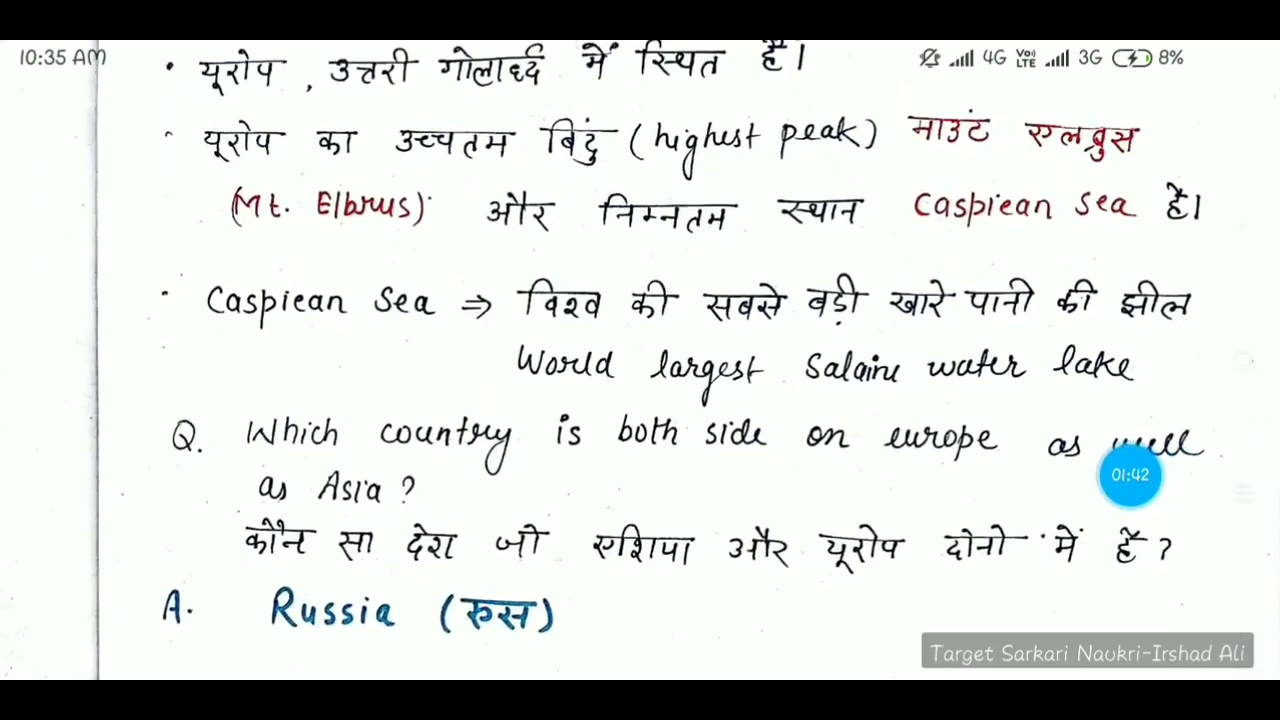 10:35 AM
4G VoLTE 3G 8%
• यूरोप, उत्तरी गोलार्ध्द में स्थित है।
यूरोप का उच्चतम बिंदु (highest peak) माउंट एलब्रुस
(Mt. Elbrus) और निम्नतम स्थान Caspiean Sea है।
• Caspiean Sea ⇒ विश्व की सबसे बड़ी खारे पानी की झील
World largest Salaine water lake
Q. Which country is both side on europe as well
01:42
as Asia?
कौन सा देश जो एशिया और यूरोप दोनो में है?
A. Russia (रुस)
Target Sarkari Naukri-Irshad Ali